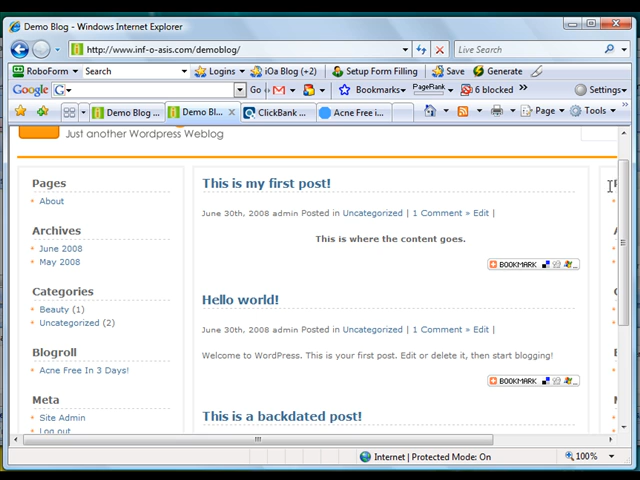 Demo Blog - Windows Internet Explorer
http://www.inf-o-asis.com/demoblog/
Live Search
RoboForm Search Logins iOa Blog (+2) Setup Form Filling Save Generate
Google G Go Bookmarks PageRank 6 blocked Settings
Demo Blog ... Demo Bl... ClickBank ... Acne Free i... Page Tools
Just another Wordpress Weblog
Pages
About
Archives
June 2008
May 2008
Categories
Beauty (1)
Uncategorized (2)
Blogroll
Acne Free In 3 Days!
Meta
Site Admin
Log out
This is my first post!
June 30th, 2008 admin Posted in Uncategorized | 1 Comment » Edit |
This is where the content goes.
BOOKMARK
Hello world!
June 30th, 2008 admin Posted in Uncategorized | 1 Comment » Edit |
Welcome to WordPress. This is your first post. Edit or delete it, then start blogging!
BOOKMARK
This is a backdated post!
Internet | Protected Mode: On
100%